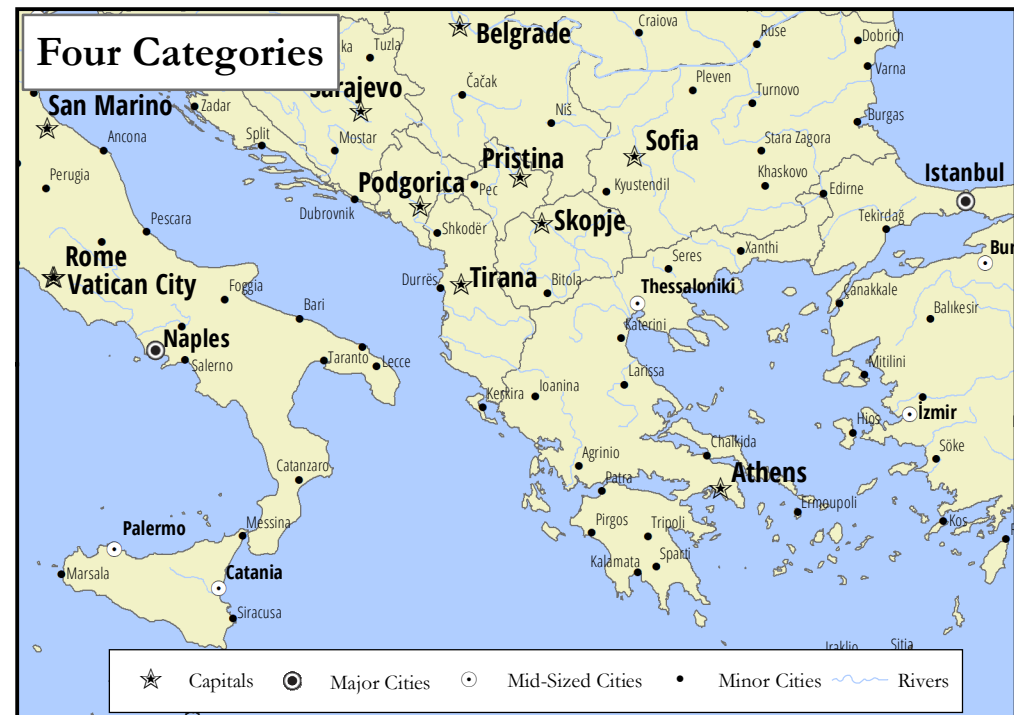 Four Categories
Belgrade
Craiova
Ruse
Dobrich
Tuzla
ka
Varna
Čačak
Pleven
Turnovo
Sarajevo
San Marino
Zadar
Niš
Burgas
Ancona
Split
Mostar
Sofia
Stara Zagora
Pristina
Perugia
Podgorica
Pec
Kyustendil
Khaskovo
Istanbul
Edirne
Dubrovnik
Pescara
Shkodër
Skopje
Tekirdağ
Xanthi
Bur
Rome
Vatican City
Seres
Foggia
Durrës
Tirana
Bitola
Thessaloniki
Çanakkale
Bari
Balıkesir
Katerini
Naples
Salerno
Taranto
Lecce
Larissa
Mitilini
Ioanina
Kerkira
İzmir
Hios
Chalkida
Söke
Agrinio
Catanzaro
Athens
Patra
Ermoupoli
Palermo
Messina
Pirgos
Tripoli
Kos
Marsala
Catania
Kalamata
Sparti
Siracusa
Iraklio
Sitia
Capitals
Major Cities
Mid-Sized Cities
Minor Cities
Rivers